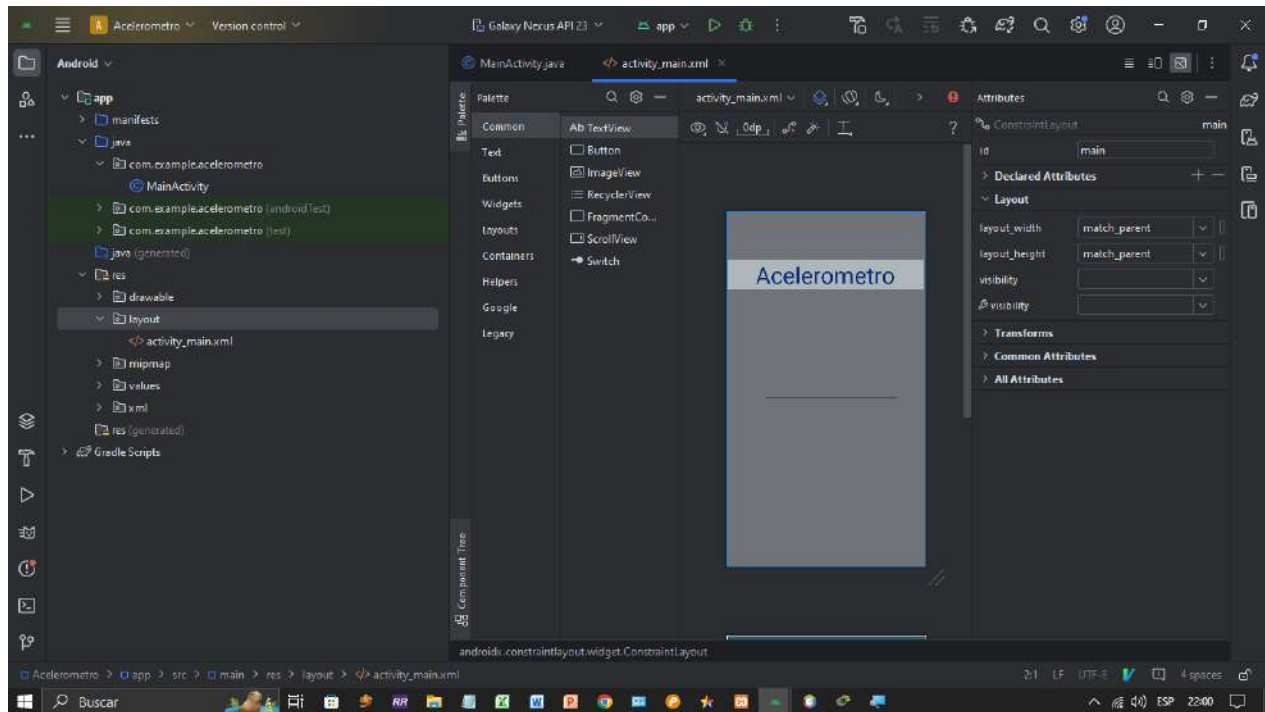 A Acelerometro Version control Galaxy Nexus API 23 app
Android
MainActivity.java activity_main.xml
app
manifests
java
com.example.acelerometro
MainActivity
com.example.acelerometro (androidTest)
com.example.acelerometro (test)
java (generated)
res
drawable
layout
activity_main.xml
mipmap
values
xml
res (generated)
Gradle Scripts
Palette
Component Tree
Palette
Common
Text
Buttons
Widgets
Layouts
Containers
Helpers
Google
Legacy
Ab TextView
Button
ImageView
RecyclerView
FragmentCo...
ScrollView
Switch
activity_main.xml
0dp
Acelerometro
Attributes
ConstraintLayout main
id main
Declared Attributes
Layout
layout_width match_parent
layout_height match_parent
visibility
visibility
Transforms
Common Attributes
All Attributes
androidx.constraintlayout.widget.ConstraintLayout
Acelerometro > app > src > main > res > layout > activity_main.xml 2:1 LF UTF-8 4 spaces
Buscar RR ESP 22:00